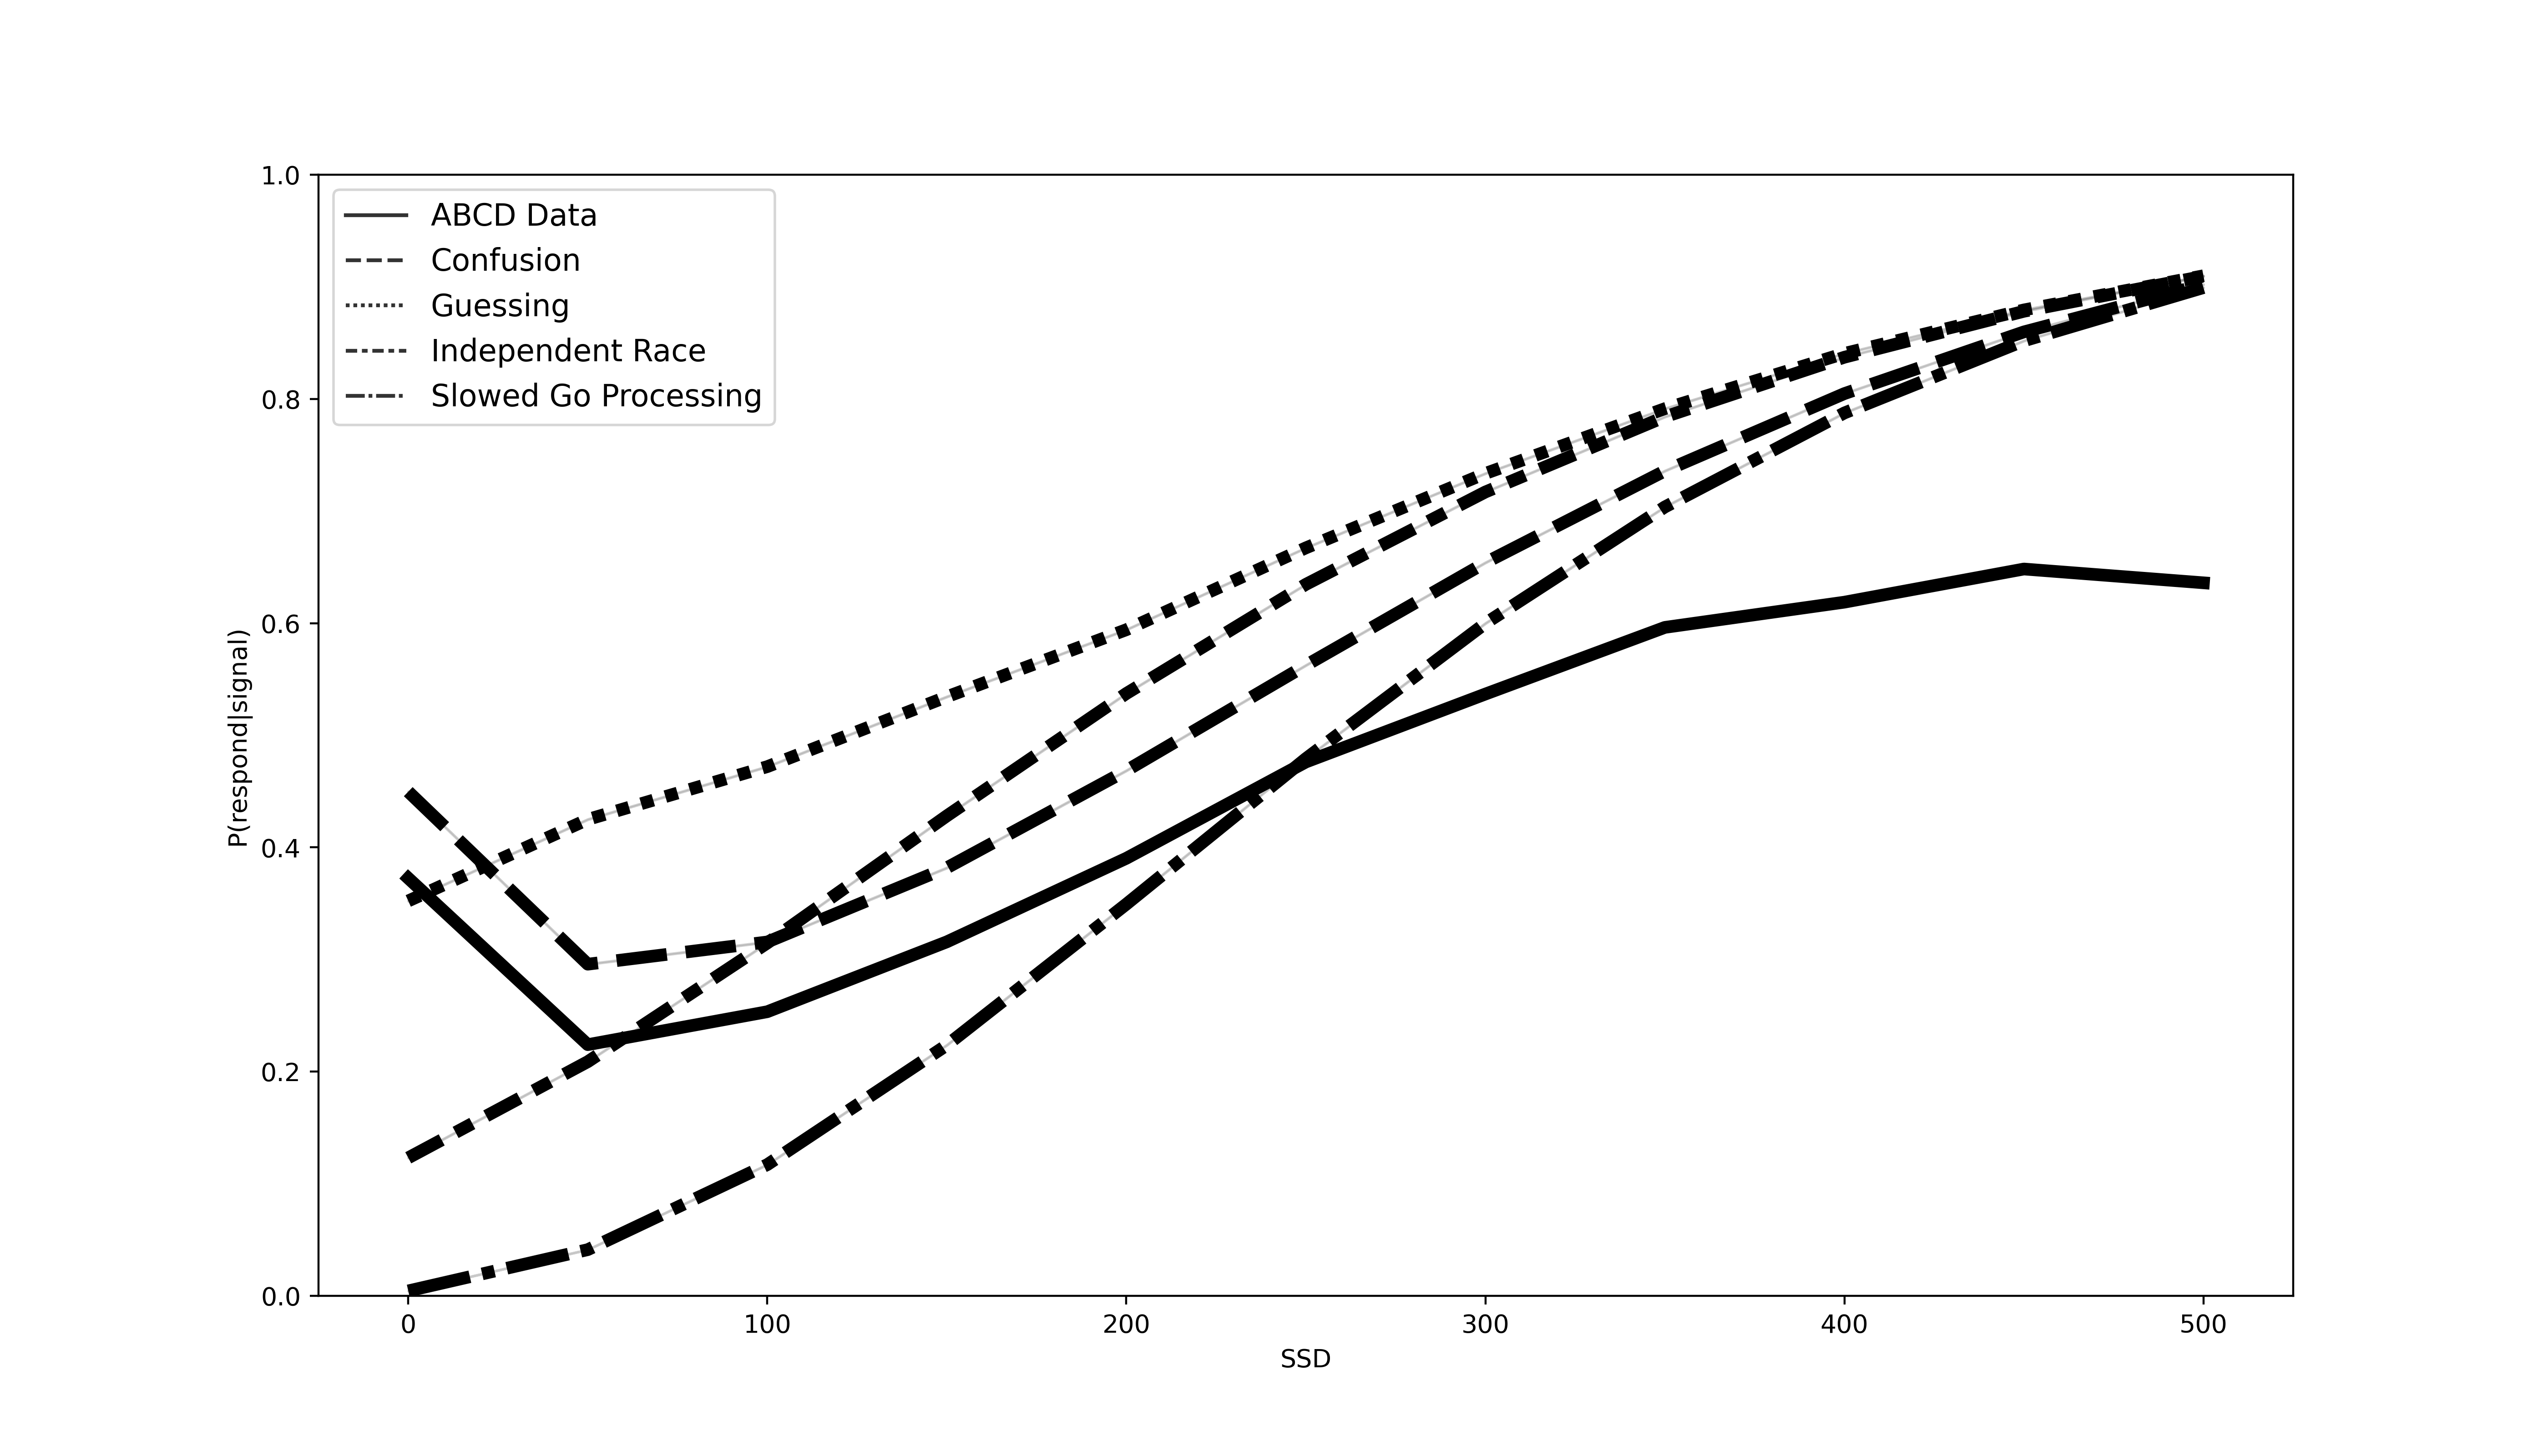 1.0
0.8
0.6
0.4
0.2
0.0
P(respond|signal)
ABCD Data
Confusion
Guessing
Independent Race
Slowed Go Processing
0 100 200 300 400 500
SSD